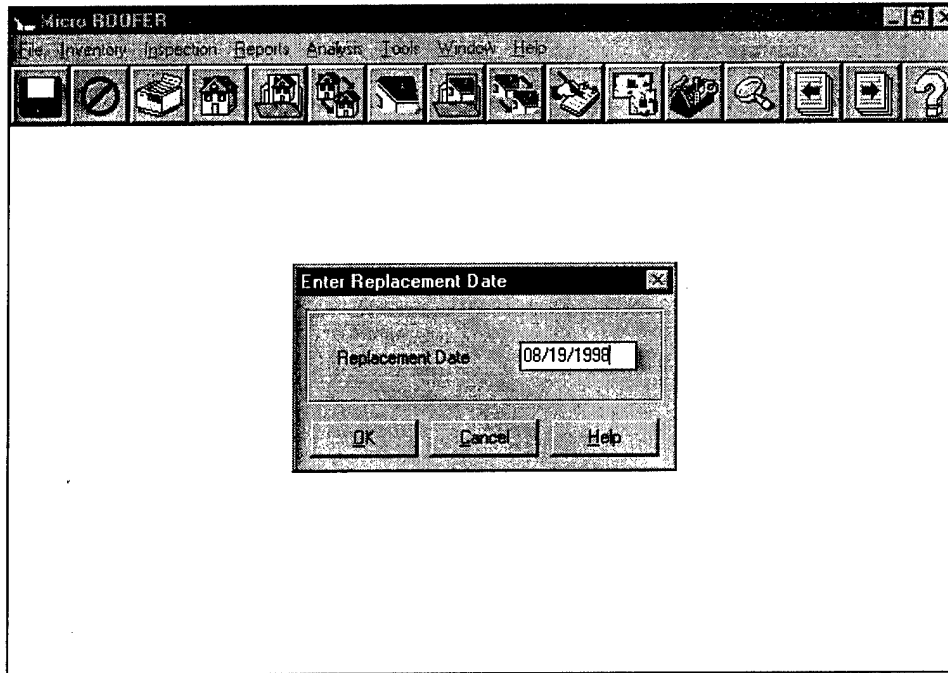 Micro ROOFER
File Inventory Inspection Reports Analysis Tools Window Help
Enter Replacement Date
Replacement Date 08/19/1998
OK Cancel Help